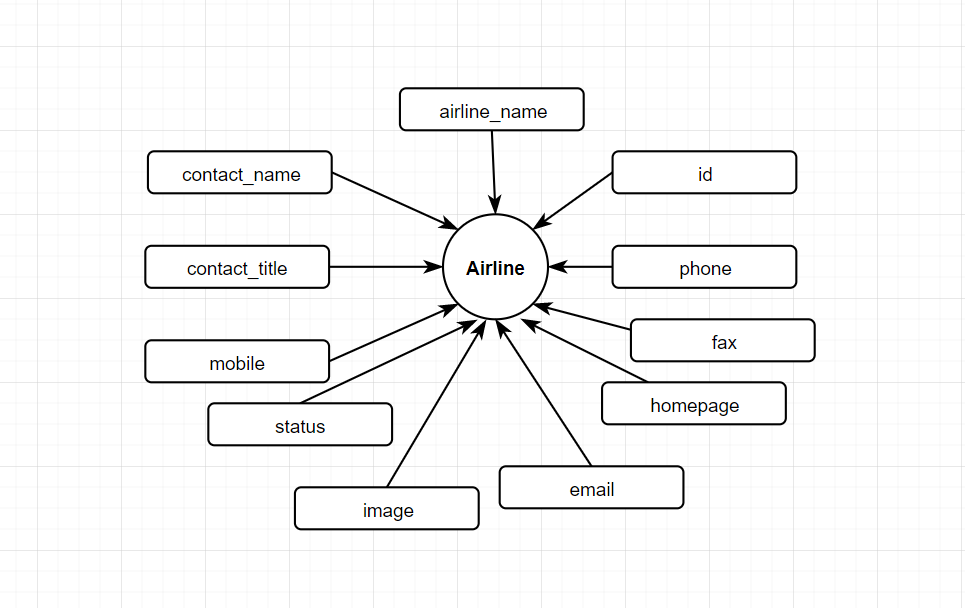 airline_name
contact_name
id
Airline
contact_title
phone
fax
mobile
homepage
status
email
image